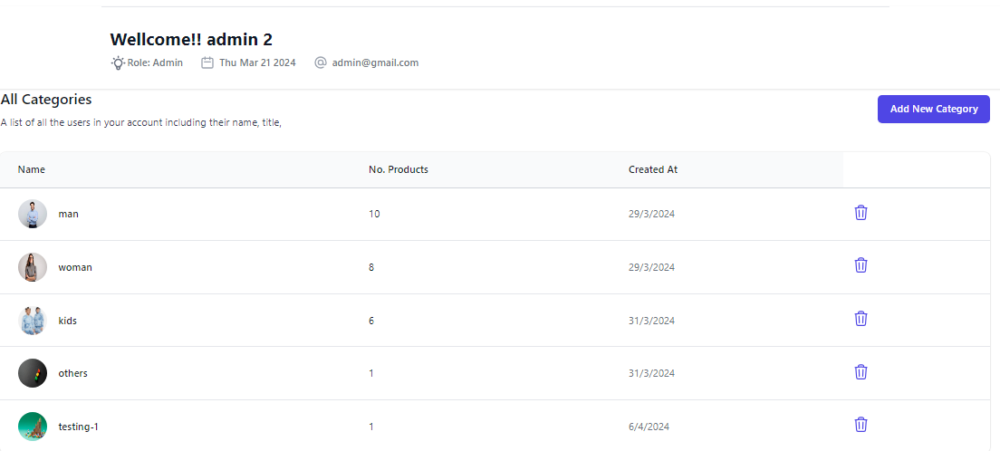 Wellcome!! admin 2
Role: Admin Thu Mar 21 2024 admin@gmail.com
All Categories
Add New Category
A list of all the users in your account including their name, title,
Name No. Products Created At
man 10 29/3/2024
woman 8 29/3/2024
kids 6 31/3/2024
others 1 31/3/2024
testing-1 1 6/4/2024